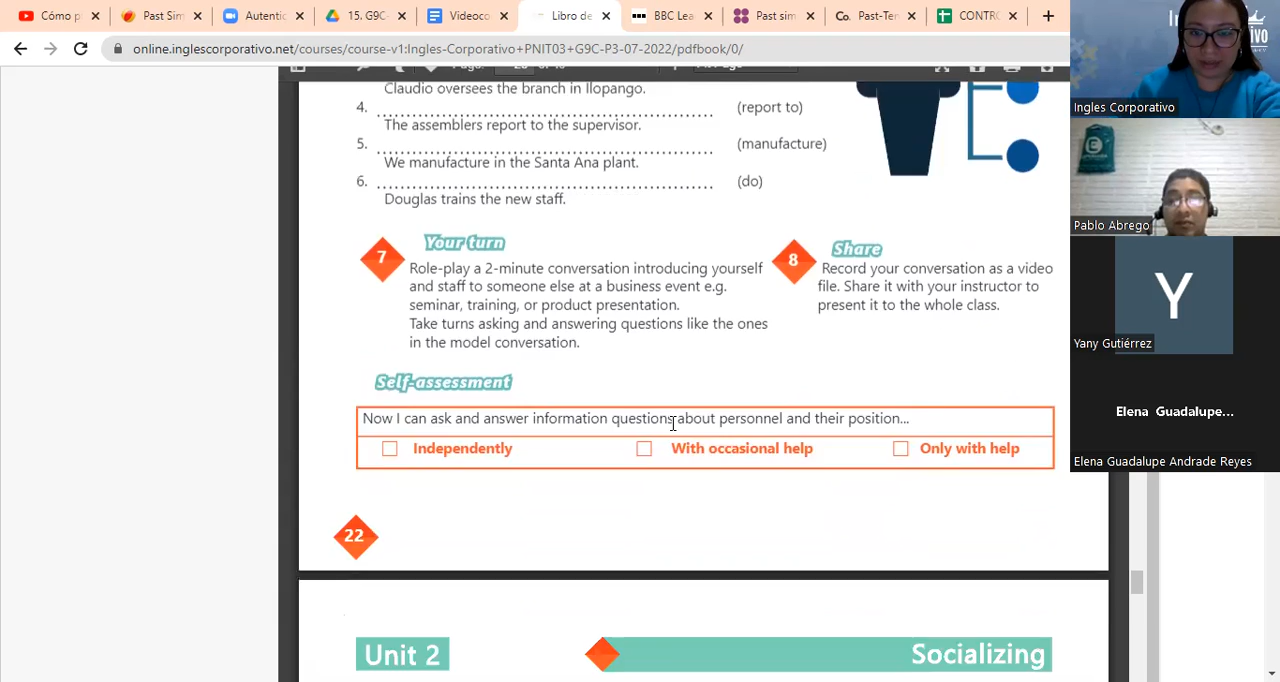 Cómo p
Past Sim
Autentic
15. G9C
Videoco
Libro de
BBC Lea
Past sim
Co. Past-Ten
CONTRO
online.inglescorporativo.net/courses/course-v1:Ingles-Corporativo+PNIT03+G9C-P3-07-2022/pdfbook/0/
Claudio oversees the branch in Ilopango.
4. ........................................................ (report to)
The assemblers report to the supervisor.
5. ........................................................ (manufacture)
We manufacture in the Santa Ana plant.
6. ........................................................ (do)
Douglas trains the new staff.
7 Your turn
Role-play a 2-minute conversation introducing yourself
and staff to someone else at a business event e.g.
seminar, training, or product presentation.
Take turns asking and answering questions like the ones
in the model conversation.
8 Share
Record your conversation as a video
file. Share it with your instructor to
present it to the whole class.
Self-assessment
Now I can ask and answer information questions about personnel and their position...
Independently With occasional help Only with help
22
Unit 2 Socializing
Ingles Corporativo
Pablo Abrego
Y
Yany Gutiérrez
Elena Guadalupe...
Elena Guadalupe Andrade Reyes